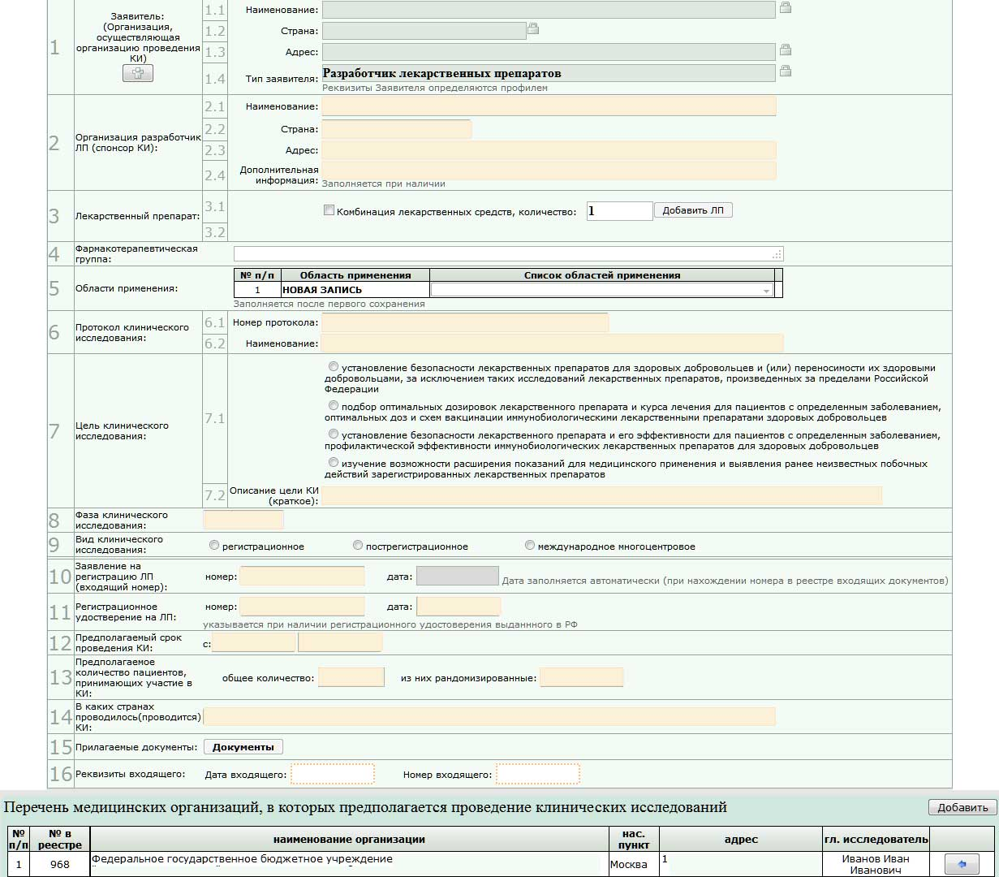 1
Заявитель:
(Организация,
осуществляющая
организацию проведения
КИ)
1.1
Наименование:
1.2
Страна:
1.3
Адрес:
1.4
Тип заявителя:
Разработчик лекарственных препаратов
Реквизиты Заявителя определяются профилем
2
Организация разработчик
ЛП (спонсор КИ):
2.1
Наименование:
2.2
Страна:
2.3
Адрес:
2.4
Дополнительная
информация:
Заполняется при наличии
3
Лекарственный препарат:
3.1
Комбинация лекарственных средств, количество:
1
Добавить ЛП
3.2
4
Фармакотерапевтическая
группа:
5
Области применения:
№ п/п Область применения Список областей применения
1 НОВАЯ ЗАПИСЬ
Заполняется после первого сохранения
6
Протокол клинического
исследования:
6.1
Номер протокола:
6.2
Наименование:
7
Цель клинического
исследования:
7.1
установление безопасности лекарственных препаратов для здоровых добровольцев и (или) переносимости их здоровыми
добровольцами, за исключением таких исследований лекарственных препаратов, произведенных за пределами Российской
Федерации
подбор оптимальных дозировок лекарственного препарата и курса лечения для пациентов с определенным заболеванием,
оптимальных доз и схем вакцинации иммунобиологическими лекарственными препаратами здоровых добровольцев
установление безопасности лекарственного препарата и его эффективности для пациентов с определенным заболеванием,
профилактической эффективности иммунобиологических лекарственных препаратов для здоровых добровольцев
изучение возможности расширения показаний для медицинского применения и выявления ранее неизвестных побочных
действий зарегистрированных лекарственных препаратов
7.2
Описание цели КИ
(краткое):
8
Фаза клинического
исследования:
9
Вид клинического
исследования:
регистрационное пострегистрационное международное многоцентровое
10
Заявление на
регистрацию ЛП
(входящий номер):
номер: дата: Дата заполняется автоматически (при нахождении номера в реестре входящих документов)
11
Регистрационное
удостверение на ЛП:
номер: дата:
указывается при наличии регистрационного удостоверения выданнного в РФ
12
Предполагаемый срок
проведения КИ:
с:
13
Предполагаемое
количество пациентов,
принимающих участие в
КИ:
общее количество: из них рандомизированные:
14
В каких странах
проводилось(проводится)
КИ:
15
Прилагаемые документы:
Документы
16
Реквизиты входящего:
Дата входящего: Номер входящего:
Перечень медицинских организаций, в которых предполагается проведение клинических исследований
Добавить
№ п/п № в реестре наименование организации нас. пункт адрес гл. исследователь
1 968 Федеральное государственное бюджетное учреждение Москва 1 Иванов Иван Иванович